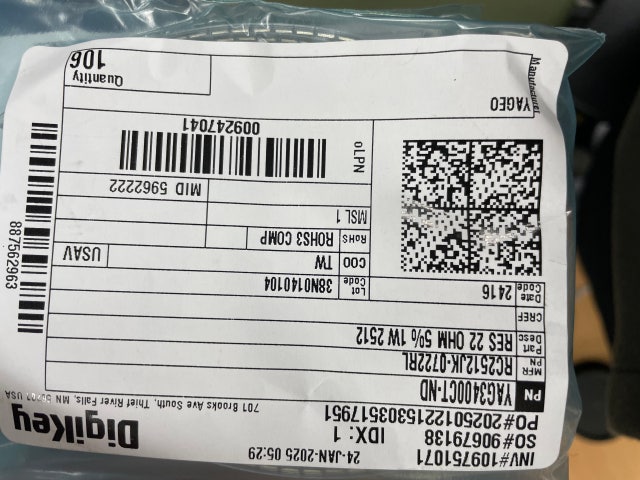 INV#109751071
SO#90679138
PO#2025012215303517951
24-JAN-2025 05:29
IDX: 1
DigiKey
701 Brooks Ave South, Thief River Falls, MN 56701 USA
PN YAG3400CT-ND
MFR PN RC2512JK-0722RL
Part Desc RES 22 OHM 5% 1W 2512
CREF
Date Code 2416
Lot Code 38N0140104
COO TW
USAV
RoHS ROHS3 COMP
MSL 1
MID 5962222
oLPN
009247041
Manufacturer
YAGEO
Quantity
106
887562963